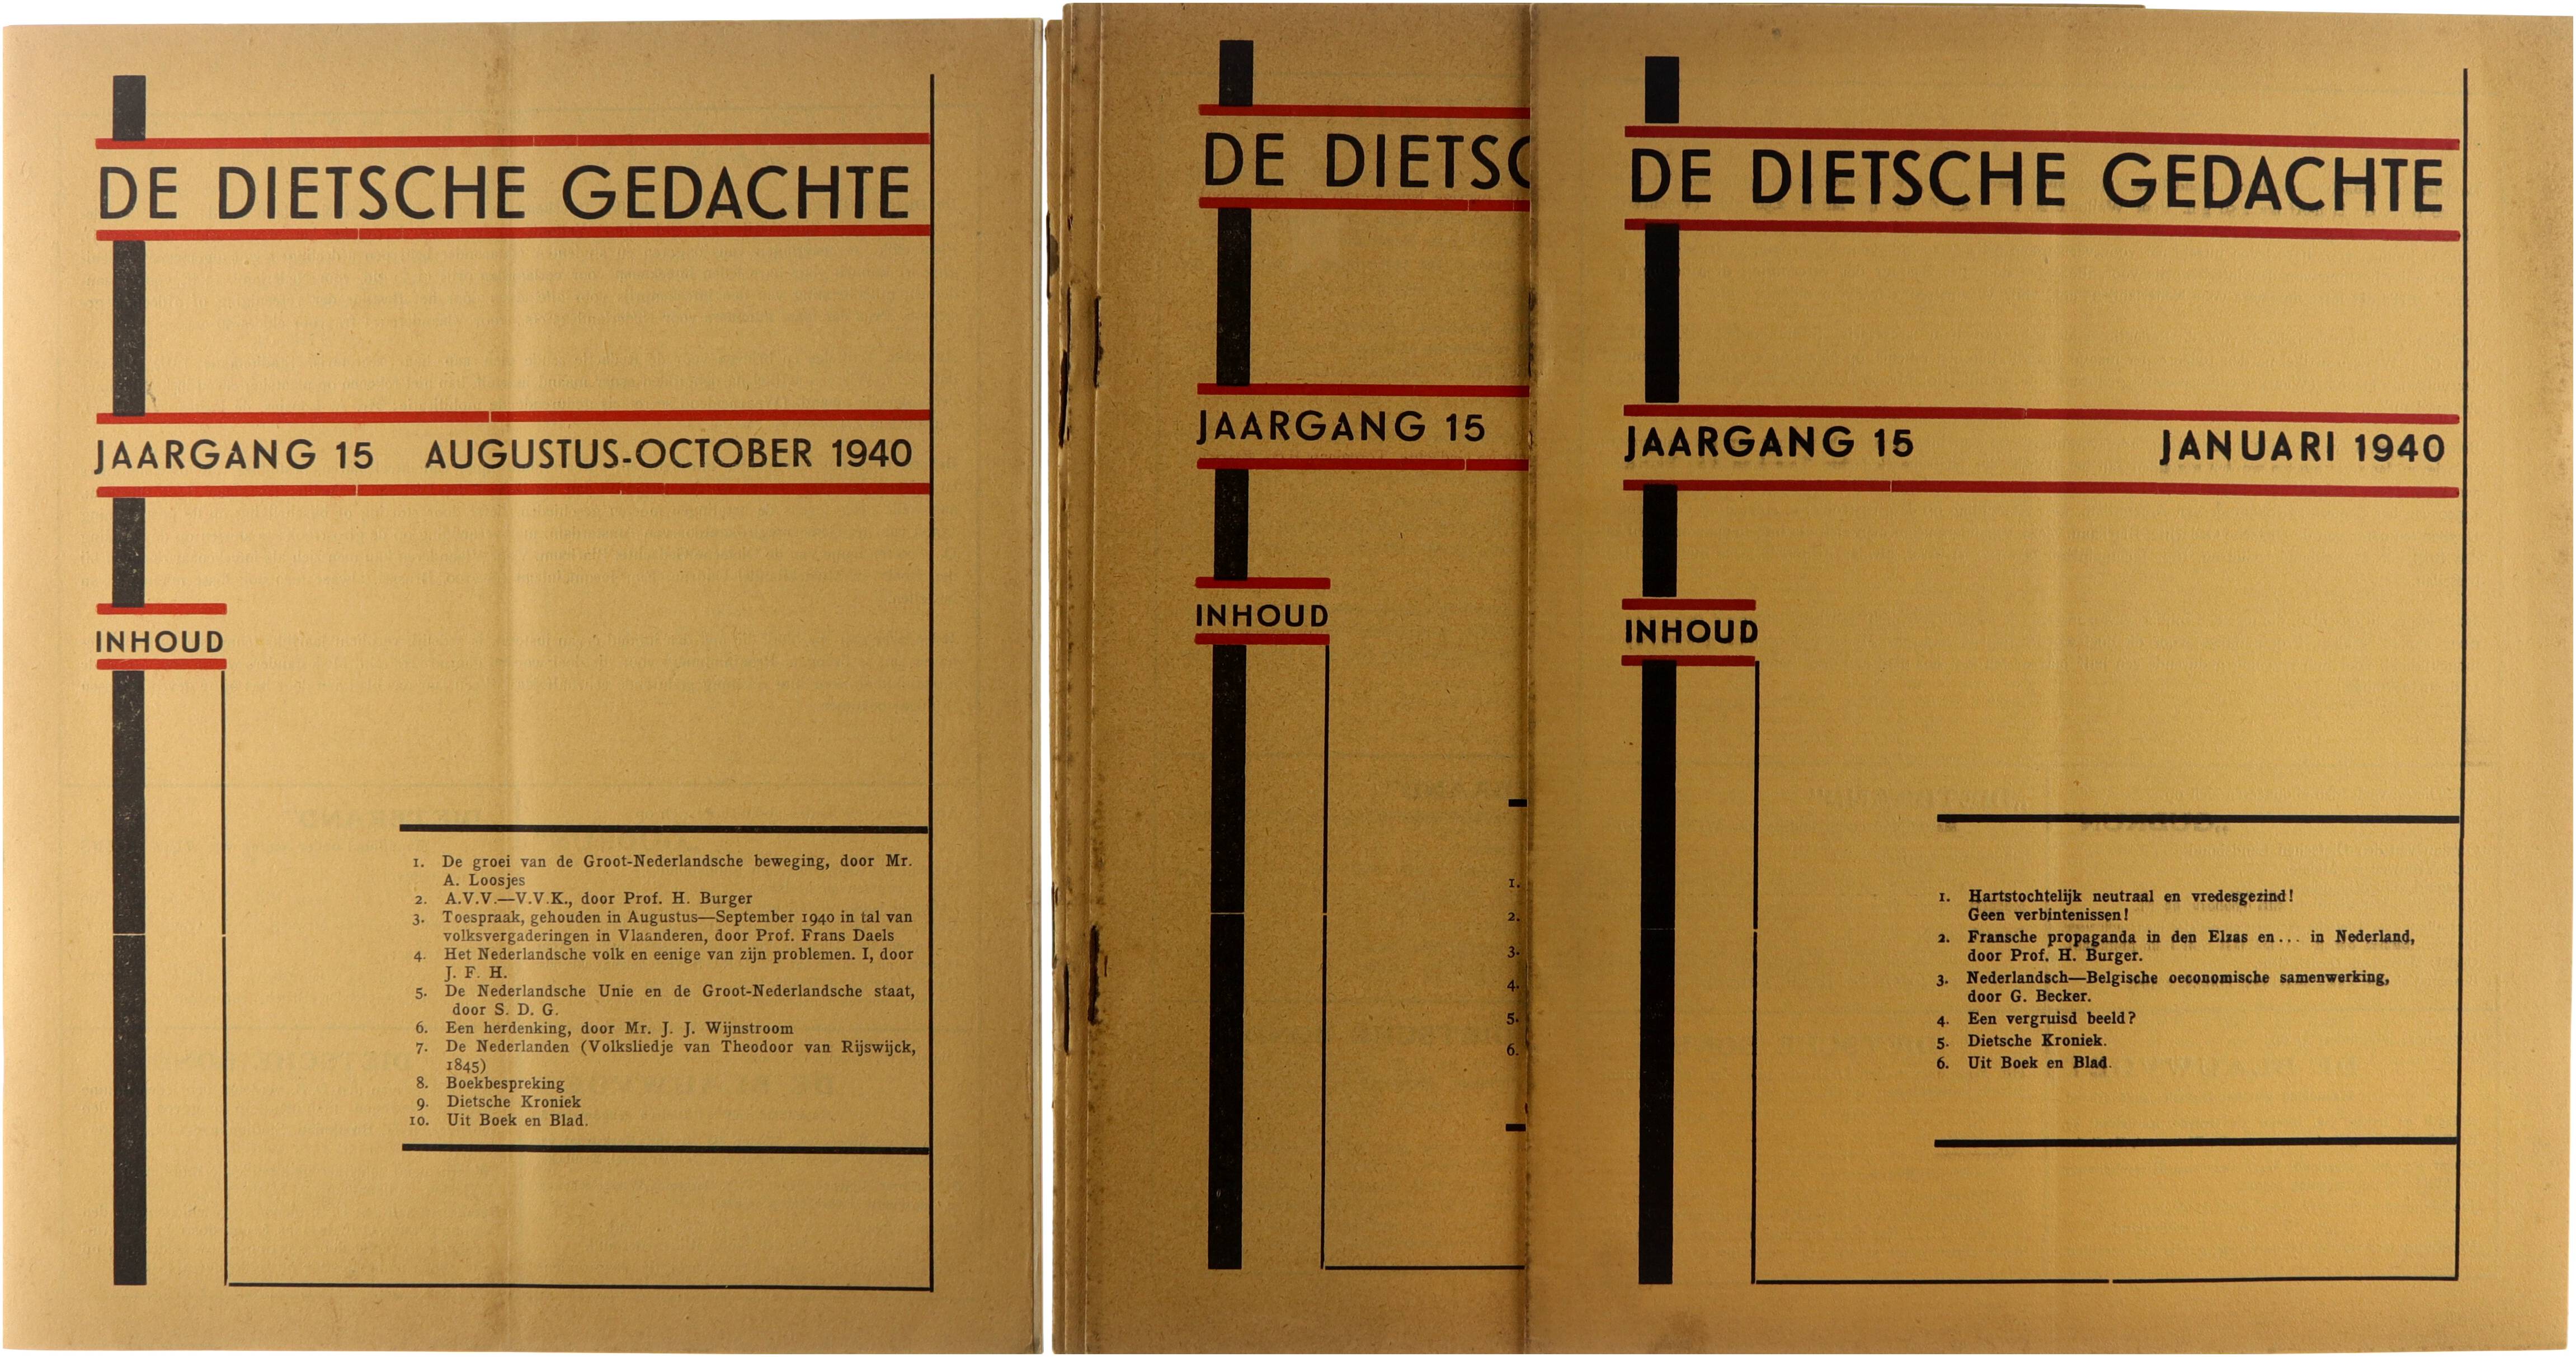 DE DIETSCHE GEDACHTE
JAARGANG 15 AUGUSTUS-OCTOBER 1940
INHOUD
1. De groei van de Groot-Nederlandsche beweging, door Mr.
A. Loosjes
2. A.V.V.—V.V.K., door Prof. H. Burger
3. Toespraak, gehouden in Augustus—September 1940 in tal van
volksvergaderingen in Vlaanderen, door Prof. Frans Daels
4. Het Nederlandsche volk en eenige van zijn problemen. I, door
J. F. H.
5. De Nederlandsche Unie en de Groot-Nederlandsche staat,
door S. D. G.
6. Een herdenking, door Mr. J. J. Wijnstroom
7. De Nederlanden (Volksliedje van Theodoor van Rijswijck,
1845)
8. Boekbespreking
9. Dietsche Kroniek
10. Uit Boek en Blad.
DE DIETSC
JAARGANG 15
INHOUD
1.
2.
3.
4.
5.
6.
DE DIETSCHE GEDACHTE
JAARGANG 15 JANUARI 1940
INHOUD
1. Hartstochtelijk neutraal en vredesgezind!
Geen verbintenissen!
2. Fransche propaganda in den Elzas en... in Nederland,
door Prof. H. Burger.
3. Nederlandsch—Belgische oeconomische samenwerking,
door G. Becker.
4. Een vergruisd beeld?
5. Dietsche Kroniek.
6. Uit Boek en Blad.